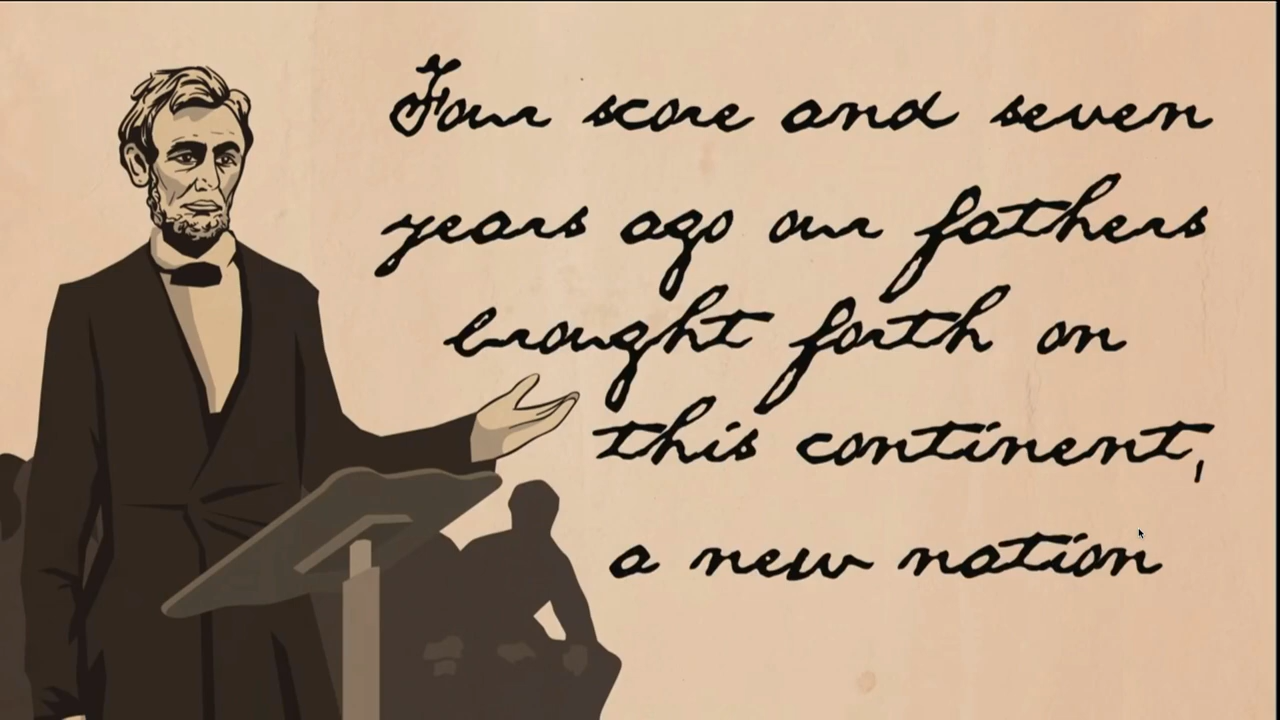 Four score and seven
years ago our fathers
brought forth on
this continent,
a new nation